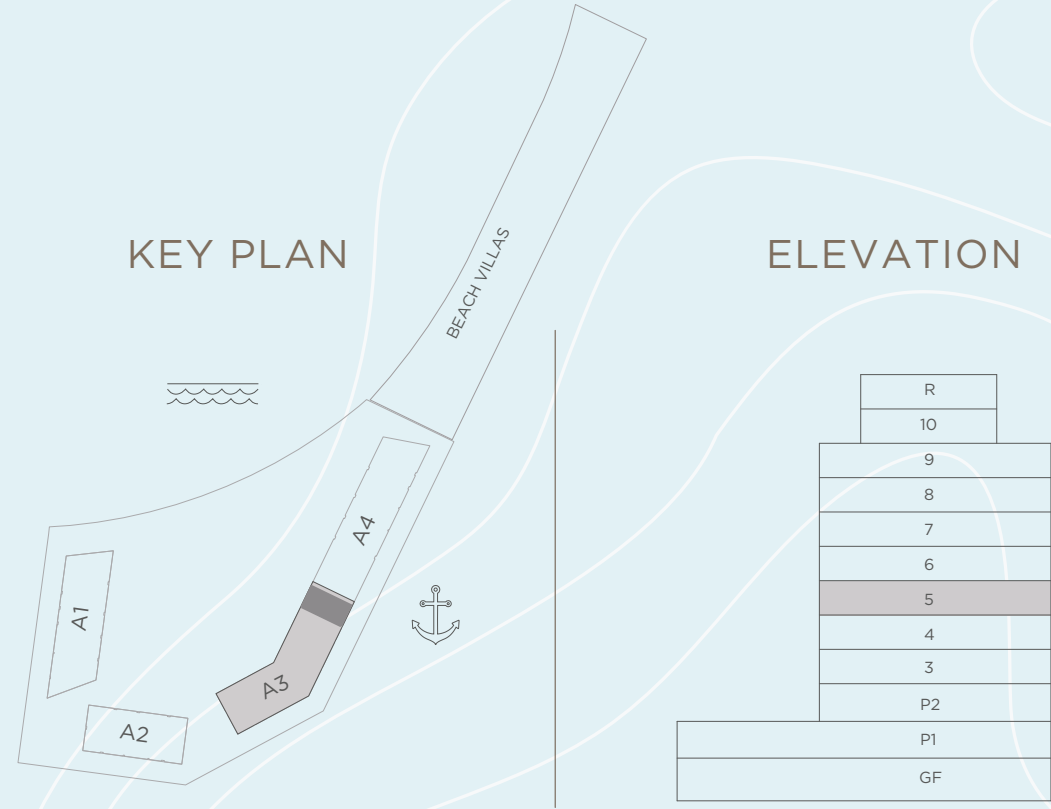 KEY PLAN
BEACH VILLAS
A4
A1
A3
A2
ELEVATION
R
10
9
8
7
6
5
4
3
P2
P1
GF